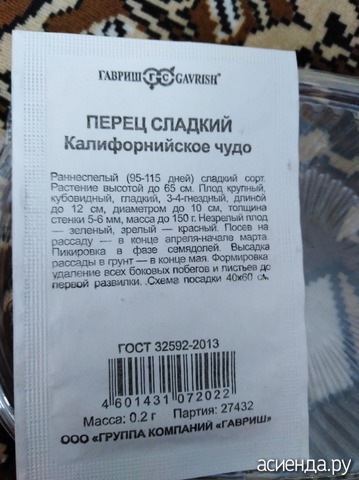 ГАВРИШ ГС GAVRISH®
ПЕРЕЦ СЛАДКИЙ
Калифорнийское чудо
Раннеспелый (95-115 дней) сладкий сорт.
Растение высотой до 65 см. Плод крупный,
кубовидный, гладкий, 3-4-гнездный, длиной
до 12 см, диаметром до 10 см, толщина
стенки 5-6 мм, масса до 150 г. Незрелый плод
— зеленый, зрелый — красный. Посев на
рассаду — в конце апреля-начале марта.
Пикировка в фазе семядолей. Высадка
рассады в грунт — в конце мая. Формировка
удаление всех боковых побегов и листьев до
первой развилки. Схема посадки 40х60 см.
ГОСТ 32592-2013
4 601431 072022
Масса: 0.2 г Партия: 27432
ООО «ГРУППА КОМПАНИЙ «ГАВРИШ»
асиенда.ру